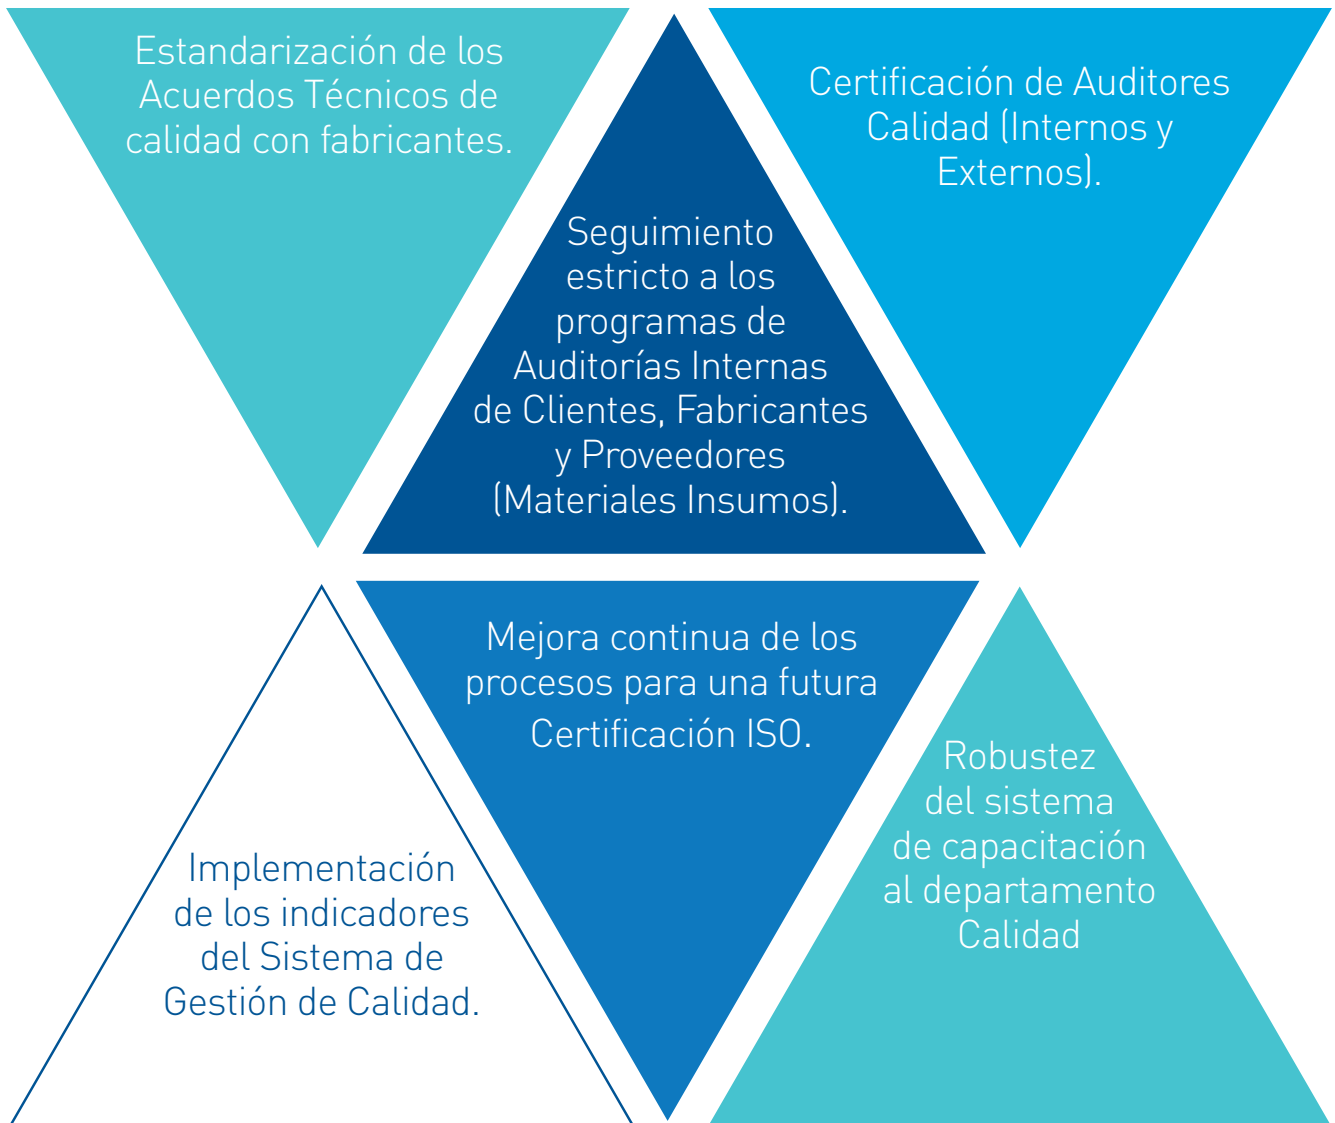 Estandarización de los
Acuerdos Técnicos de
calidad con fabricantes.
Seguimiento
estricto a los
programas de
Auditorías Internas
de Clientes, Fabricantes
y Proveedores
(Materiales Insumos).
Certificación de Auditores
Calidad (Internos y
Externos).
Implementación
de los indicadores
del Sistema de
Gestión de Calidad.
Mejora continua de los
procesos para una futura
Certificación ISO.
Robustez
del sistema
de capacitación
al departamento
Calidad